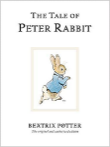 THE TALE OF
PETER RABBIT
BEATRIX POTTER